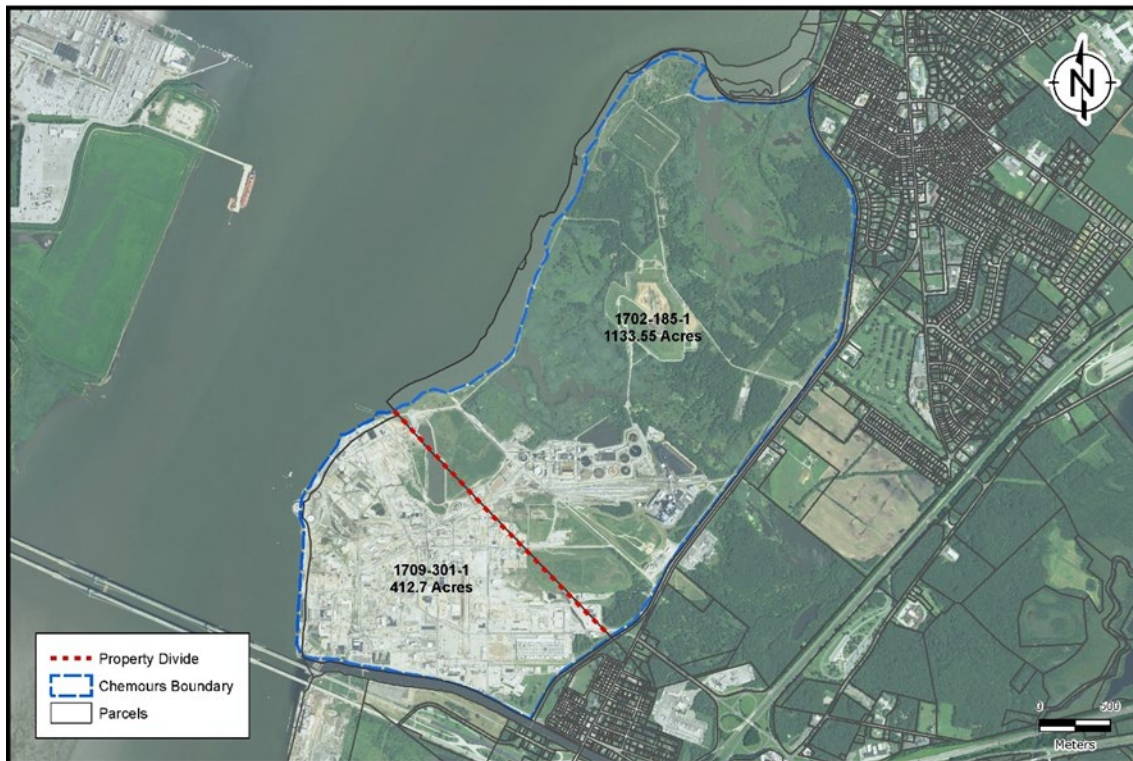 N
1702-185-1
1133.55 Acres
1709-301-1
412.7 Acres
Property Divide
Chemours Boundary
Parcels
0 500
Meters